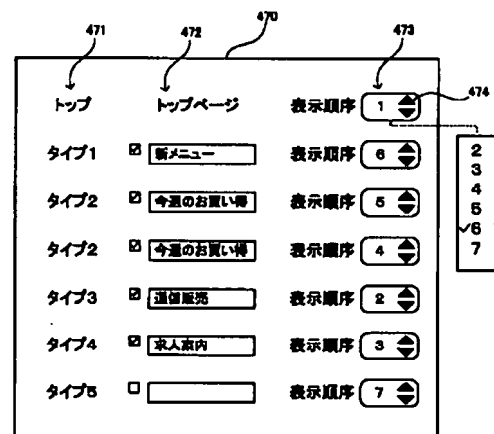 470
471 472 473
トップ トップページ 表示順序 1 474
タイプ1 ☑ 新メニュー 表示順序 6
タイプ2 ☑ 今週のお買い得 表示順序 5
タイプ2 ☑ 今週のお買い得 表示順序 4
タイプ3 ☑ 通信販売 表示順序 2
タイプ4 ☑ 求人案内 表示順序 3
タイプ5 ☐ 表示順序 7
2
3
4
5
✓6
7